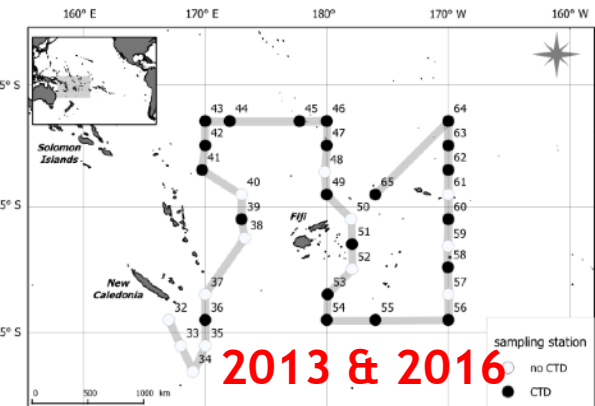 160° E 170° E 180° 170° W 160° W
43 44 45 46 64
5° S
42 47 63
Solomon
Islands
41 48 62
40 49 65 61
5° S
39 50 60
38 Fiji 51 59
52 58
New
Caledonia
37 53 57
32 36 54 55 56
33 35
5° S
34
2013 & 2016
sampling station
no CTD
CTD
0 500 1000 km